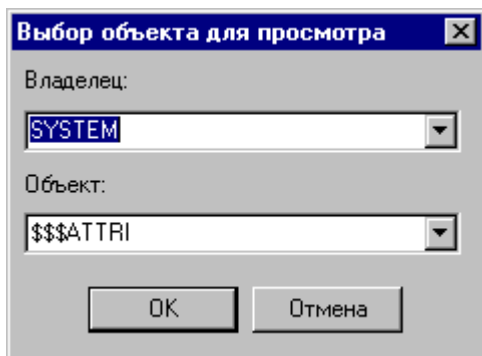 Выбор объекта для просмотра
Владелец:
SYSTEM
Объект:
$$$ATTRI
OK Отмена